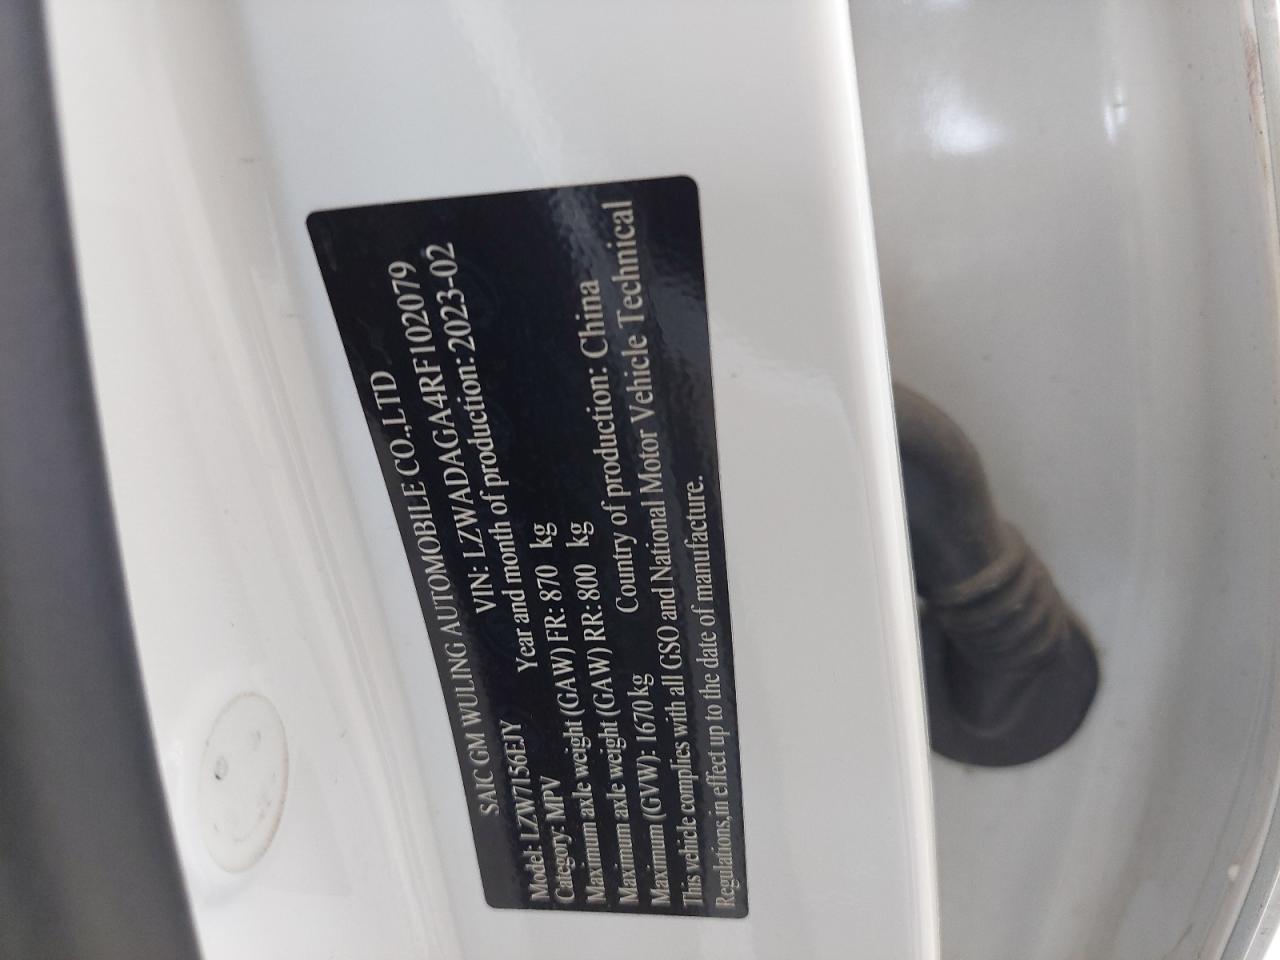 SAIC GM WULING AUTOMOBILE CO.,LTD
Model: LZW7156EJY VIN: LZWADAGA4RF102079
Category: MPV Year and month of production: 2023-02
Maximum axle weight (GAW) FR: 870 kg
Maximum axle weight (GAW) RR: 800 kg
Maximum (GVW): 1670 kg Country of production: China
This vehicle complies with all GSO and National Motor Vehicle Technical
Regulations,in effect up to the date of manufacture.